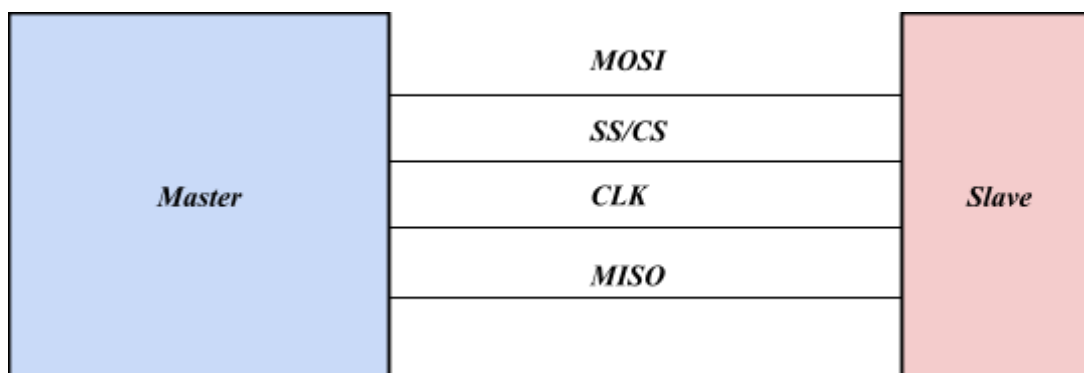 MOSI
SS/CS
Master
CLK
Slave
MISO